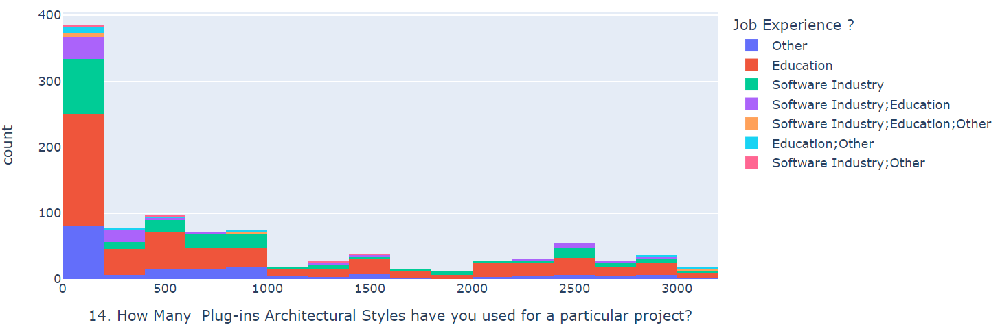 400
300
200
100
0
count
0 500 1000 1500 2000 2500 3000
14. How Many  Plug-ins Architectural Styles have you used for a particular project?
Job Experience ?
Other
Education
Software Industry
Software Industry;Education
Software Industry;Education;Other
Education;Other
Software Industry;Other